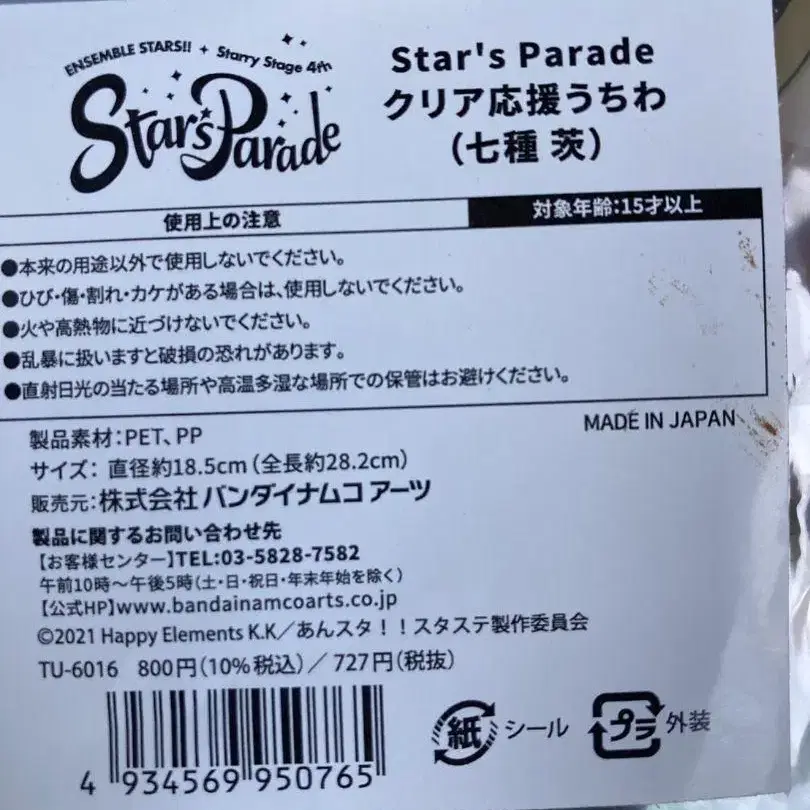 ENSEMBLE STARS!! + Starry Stage 4th
Star's Parade
Star's Parade
クリア応援うちわ
(七種 茨)
使用上の注意
対象年齢:15才以上
●本来の用途以外で使用しないでください。
●ひび・傷・割れ・カケがある場合は、使用しないでください。
●火や高熱物に近づけないでください。
●乱暴に扱いますと破損の恐れがあります。
●直射日光の当たる場所や高温多湿な場所での保管はお避けください。
MADE IN JAPAN
製品素材:PET、PP
サイズ: 直径約18.5cm(全長約28.2cm)
販売元:株式会社 バンダイナムコ アーツ
製品に関するお問い合わせ先
【お客様センター】TEL:03-5828-7582
午前10時〜午後5時(土・日・祝日・年末年始を除く)
【公式HP】www.bandainamcoarts.co.jp
©2021 Happy Elements K.K/あんスタ!!スタステ製作委員会
TU-6016 800円(10%税込)/727円(税抜)
4 934569 950765
紙 シール
プラ 外装